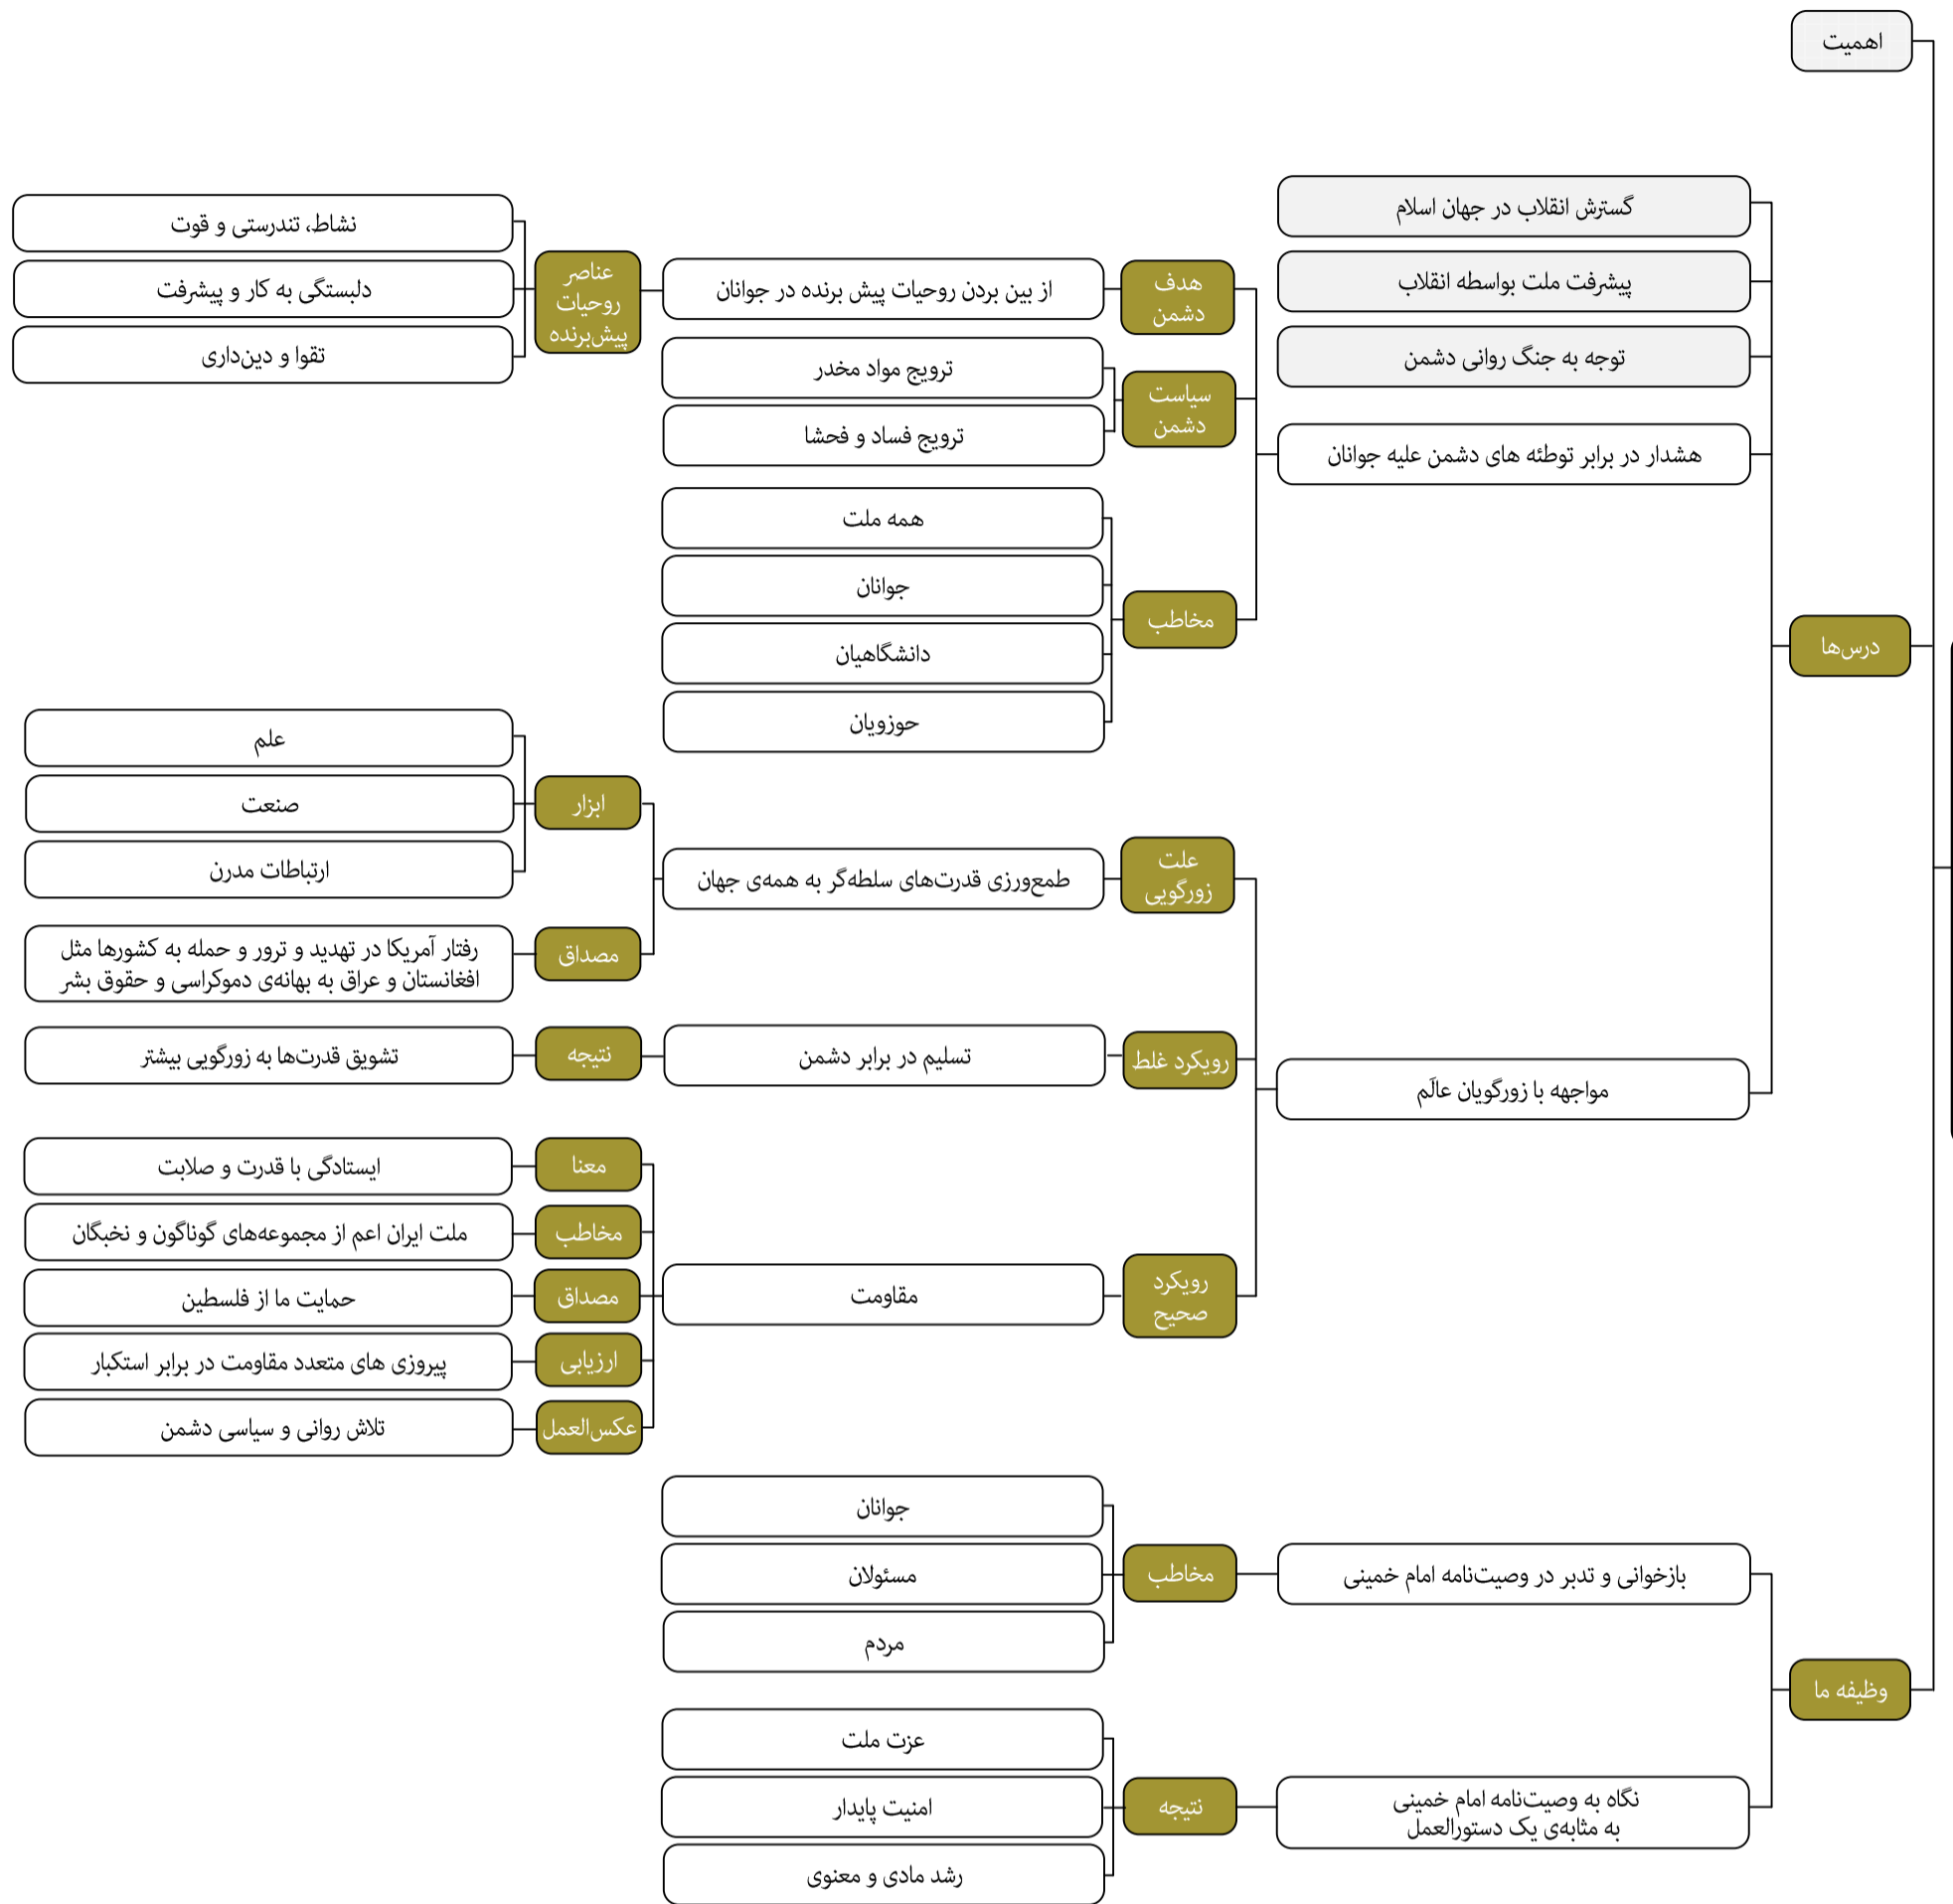 اهمیت
درس‌ها
گسترش انقلاب در جهان اسلام
پیشرفت ملت بواسطه انقلاب
توجه به جنگ روانی دشمن
هشدار در برابر توطئه های دشمن علیه جوانان
هدف
دشمن
از بین بردن روحیات پیش برنده در جوانان
عناصر
روحیات
پیش‌برنده
نشاط، تندرستی و قوت
دلبستگی به کار و پیشرفت
تقوا و دین‌داری
سیاست
دشمن
ترویج مواد مخدر
ترویج فساد و فحشا
مخاطب
همه ملت
جوانان
دانشگاهیان
حوزویان
مواجهه با زورگویان عالَم
علت
زورگویی
طمع‌ورزی قدرت‌های سلطه‌گر به همه‌ی جهان
ابزار
علم
صنعت
ارتباطات مدرن
مصداق
رفتار آمریکا در تهدید و ترور و حمله به کشورها مثل
افغانستان و عراق به بهانه‌ی دموکراسی و حقوق بشر
رویکرد غلط
تسلیم در برابر دشمن
نتیجه
تشویق قدرت‌ها به زورگویی بیشتر
رویکرد
صحیح
مقاومت
معنا
ایستادگی با قدرت و صلابت
مخاطب
ملت ایران اعم از مجموعه‌های گوناگون و نخبگان
مصداق
حمایت ما از فلسطین
ارزیابی
پیروزی های متعدد مقاومت در برابر استکبار
عکس‌العمل
تلاش روانی و سیاسی دشمن
وظیفه ما
بازخوانی و تدبر در وصیت‌نامه امام خمینی
مخاطب
جوانان
مسئولان
مردم
نگاه به وصیت‌نامه امام خمینی
به مثابه‌ی یک دستورالعمل
نتیجه
عزت ملت
امنیت پایدار
رشد مادی و معنوی